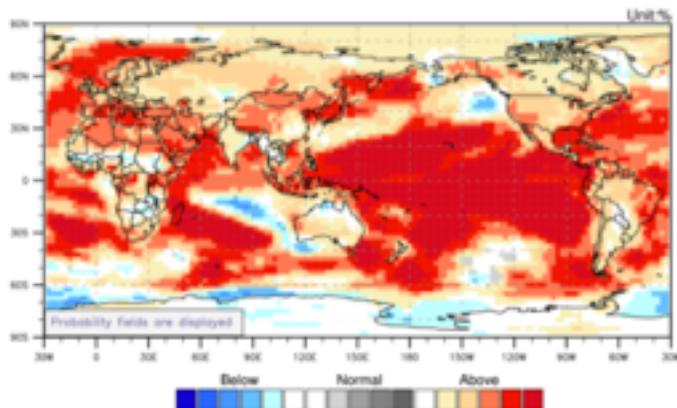 Unit:%
90N
60N
30N
0
30S
60S
90S
Probability fields are displayed
30W 0 30E 60E 90E 120E 150E 180 150W 120W 90W 60W 30W
Below Normal Above